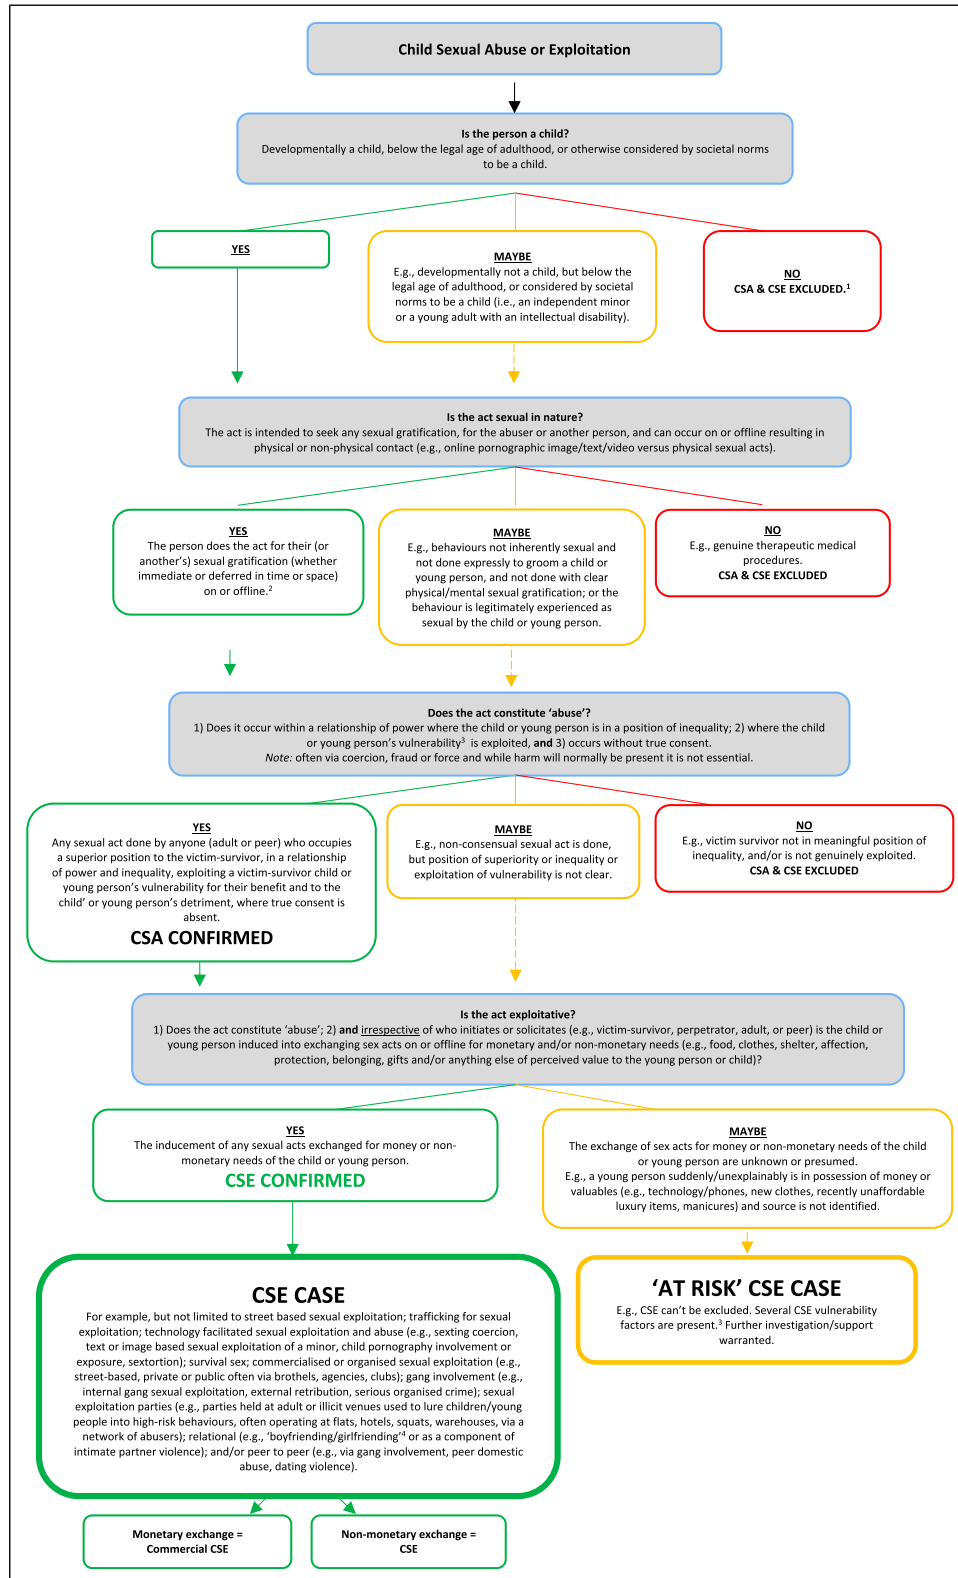 Child Sexual Abuse or Exploitation
Is the person a child?
Developmentally a child, below the legal age of adulthood, or otherwise considered by societal norms
to be a child.
YES
MAYBE
E.g., developmentally not a child, but below the
legal age of adulthood, or considered by societal
norms to be a child (i.e., an independent minor
or a young adult with an intellectual disability).
NO
CSA & CSE EXCLUDED.1
Is the act sexual in nature?
The act is intended to seek any sexual gratification, for the abuser or another person, and can occur on or offline resulting in
physical or non-physical contact (e.g., online pornographic image/text/video versus physical sexual acts).
YES
The person does the act for their (or
another's) sexual gratification (whether
immediate or deferred in time or space)
on or offline.2
MAYBE
E.g., behaviours not inherently sexual and
not done expressly to groom a child or
young person, and not done with clear
physical/mental sexual gratification; or the
behaviour is legitimately experienced as
sexual by the child or young person.
NO
E.g., genuine therapeutic medical
procedures.
CSA & CSE EXCLUDED
Does the act constitute 'abuse'?
1) Does it occur within a relationship of power where the child or young person is in a position of inequality; 2) where the child
or young person's vulnerability3 is exploited, and 3) occurs without true consent.
Note: often via coercion, fraud or force and while harm will normally be present it is not essential.
YES
Any sexual act done by anyone (adult or peer) who occupies
a superior position to the victim-survivor, in a relationship
of power and inequality, exploiting a victim-survivor child or
young person's vulnerability for their benefit and to the
child' or young person's detriment, where true consent is
absent.
CSA CONFIRMED
MAYBE
E.g., non-consensual sexual act is done,
but position of superiority or inequality or
exploitation of vulnerability is not clear.
NO
E.g., victim survivor not in meaningful position of
inequality, and/or is not genuinely exploited.
CSA & CSE EXCLUDED
Is the act exploitative?
1) Does the act constitute 'abuse'; 2) and irrespective of who initiates or solicitates (e.g., victim-survivor, perpetrator, adult, or peer) is the child or
young person induced into exchanging sex acts on or offline for monetary and/or non-monetary needs (e.g., food, clothes, shelter, affection,
protection, belonging, gifts and/or anything else of perceived value to the young person or child)?
YES
The inducement of any sexual acts exchanged for money or non-
monetary needs of the child or young person.
CSE CONFIRMED
MAYBE
The exchange of sex acts for money or non-monetary needs of the child
or young person are unknown or presumed.
E.g., a young person suddenly/unexplainably is in possession of money or
valuables (e.g., technology/phones, new clothes, recently unaffordable
luxury items, manicures) and source is not identified.
CSE CASE
For example, but not limited to street based sexual exploitation; trafficking for sexual
exploitation; technology facilitated sexual exploitation and abuse (e.g., sexting coercion,
text or image based sexual exploitation of a minor, child pornography involvement or
exposure, sextortion); survival sex; commercialised or organised sexual exploitation (e.g.,
street-based, private or public often via brothels, agencies, clubs); gang involvement (e.g.,
internal gang sexual exploitation, external retribution, serious organised crime); sexual
exploitation parties (e.g., parties held at adult or illicit venues used to lure children/young
people into high-risk behaviours, often operating at flats, hotels, squats, warehouses, via a
network of abusers); relational (e.g., 'boyfriending/girlfriending'4 or as a component of
intimate partner violence); and/or peer to peer (e.g., via gang involvement, peer domestic
abuse, dating violence).
'AT RISK' CSE CASE
E.g., CSE can't be excluded. Several CSE vulnerability
factors are present.3 Further investigation/support
warranted.
Monetary exchange =
Commercial CSE
Non-monetary exchange =
CSE